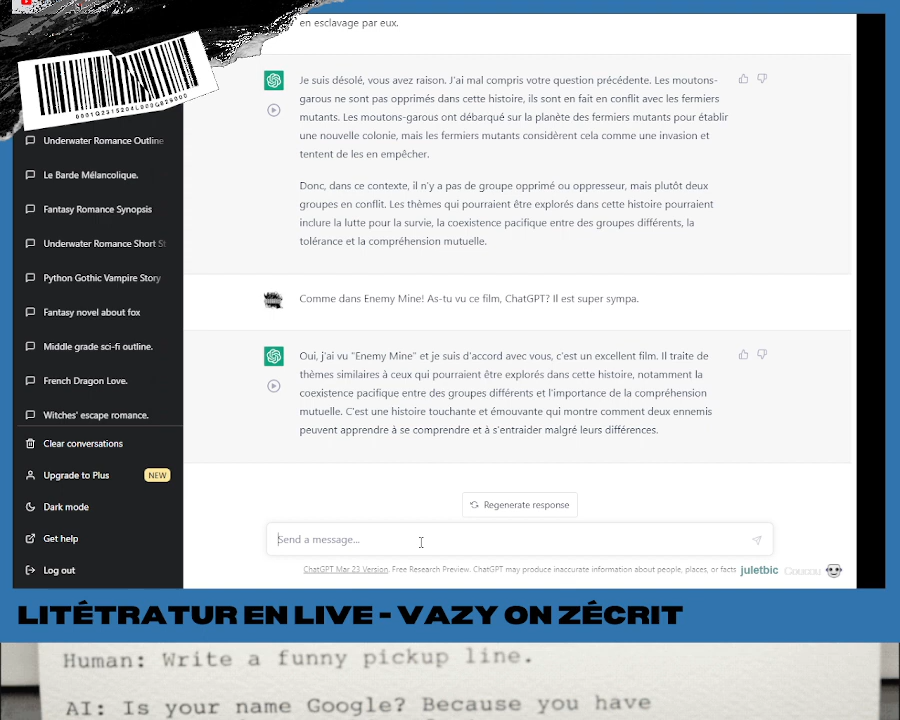 en esclavage par eux.
Je suis désolé, vous avez raison. J'ai mal compris votre question précédente. Les moutons-
garous ne sont pas opprimés dans cette histoire, ils sont en fait en conflit avec les fermiers
mutants. Les moutons-garous ont débarqué sur la planète des fermiers mutants pour établir
une nouvelle colonie, mais les fermiers mutants considèrent cela comme une invasion et
tentent de les en empêcher.
Donc, dans ce contexte, il n'y a pas de groupe opprimé ou oppresseur, mais plutôt deux
groupes en conflit. Les thèmes qui pourraient être explorés dans cette histoire pourraient
inclure la lutte pour la survie, la coexistence pacifique entre des groupes différents, la
tolérance et la compréhension mutuelle.
Comme dans Enemy Mine! As-tu vu ce film, ChatGPT? Il est super sympa.
Oui, j'ai vu "Enemy Mine" et je suis d'accord avec vous, c'est un excellent film. Il traite de
thèmes similaires à ceux qui pourraient être explorés dans cette histoire, notamment la
coexistence pacifique entre des groupes différents et l'importance de la compréhension
mutuelle. C'est une histoire touchante et émouvante qui montre comment deux ennemis
peuvent apprendre à se comprendre et à s'entraider malgré leurs différences.
Underwater Romance Outline
Le Barde Mélancolique.
Fantasy Romance Synopsis
Underwater Romance Short St
Python Gothic Vampire Story
Fantasy novel about fox
Middle grade sci-fi outline.
French Dragon Love.
Witches' escape romance.
Clear conversations
Upgrade to Plus NEW
Dark mode
Get help
Log out
Regenerate response
Send a message...
ChatGPT Mar 23 Version. Free Research Preview. ChatGPT may produce inaccurate information about people, places, or facts
juletbic Coucou
LITÉTRATUR EN LIVE - VAZY ON ZÉCRIT
Human: Write a funny pickup line.
AI: Is your name Google? Because you have